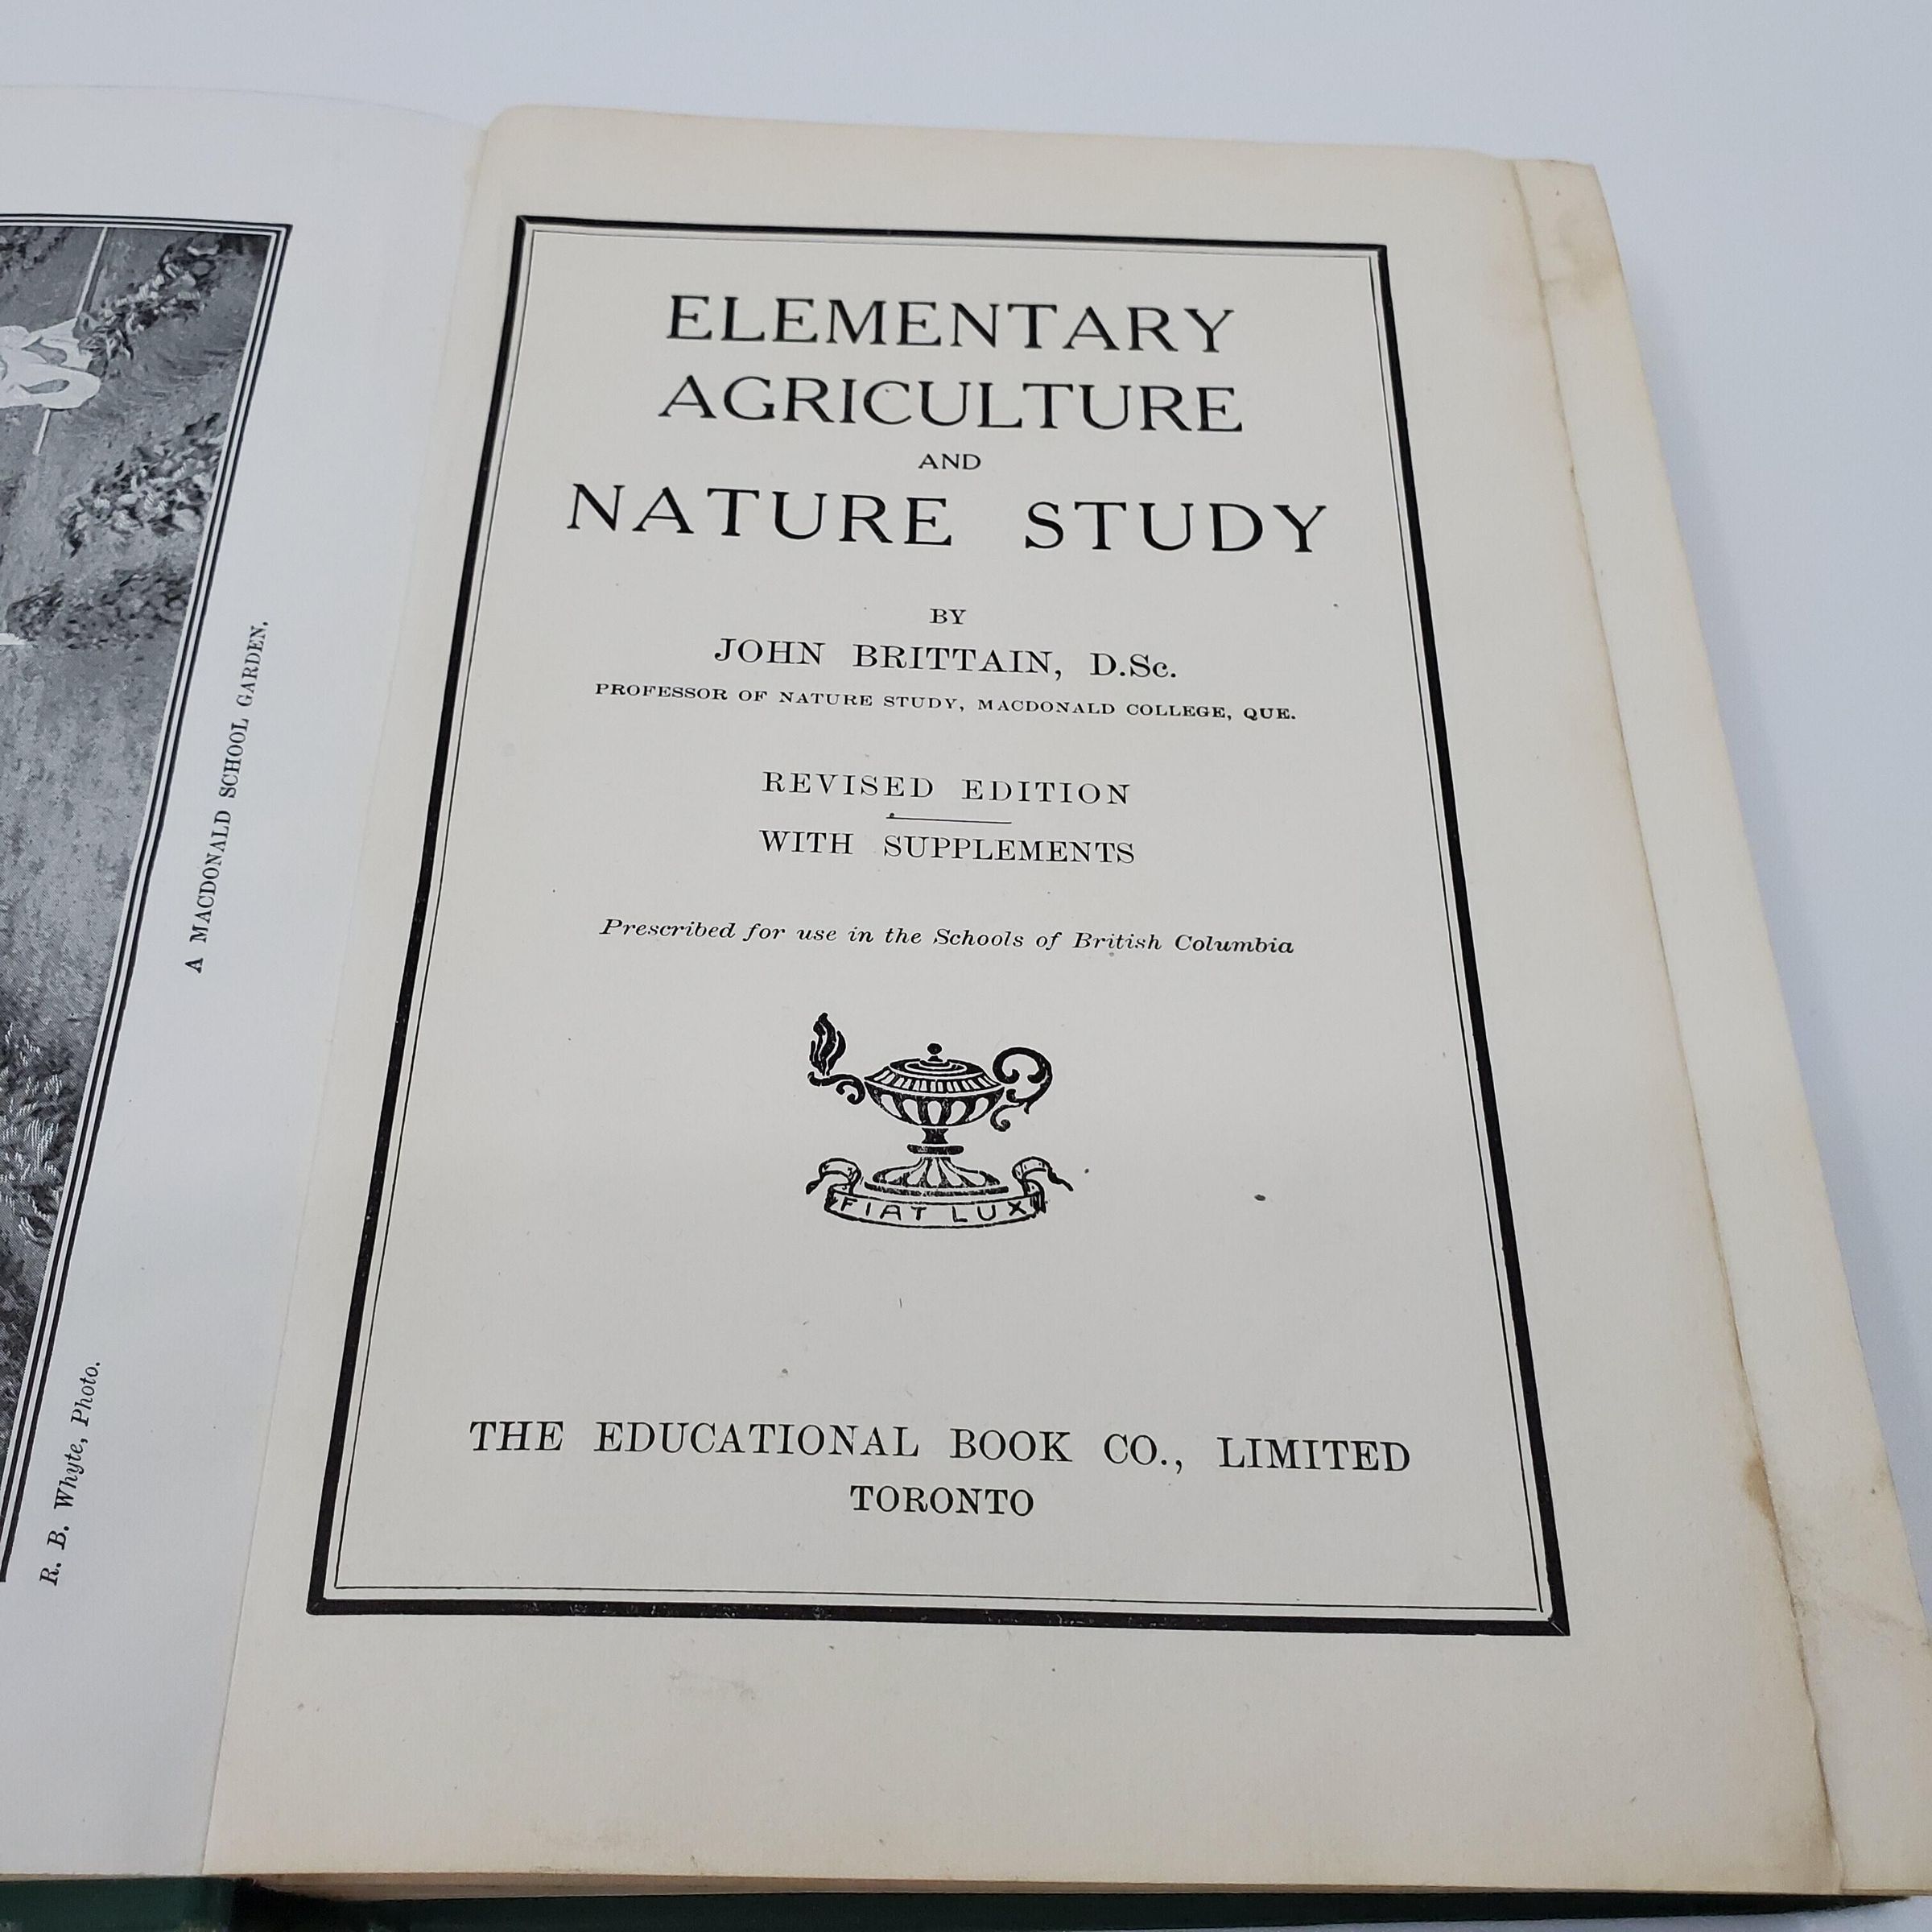 A MACDONALD SCHOOL GARDEN.
R. B. Whyte, Photo.
ELEMENTARY
AGRICULTURE
AND
NATURE STUDY
BY
JOHN BRITTAIN, D.Sc.
PROFESSOR OF NATURE STUDY, MACDONALD COLLEGE, QUE.
REVISED EDITION
WITH SUPPLEMENTS
Prescribed for use in the Schools of British Columbia
FIAT LUX
THE EDUCATIONAL BOOK CO., LIMITED
TORONTO